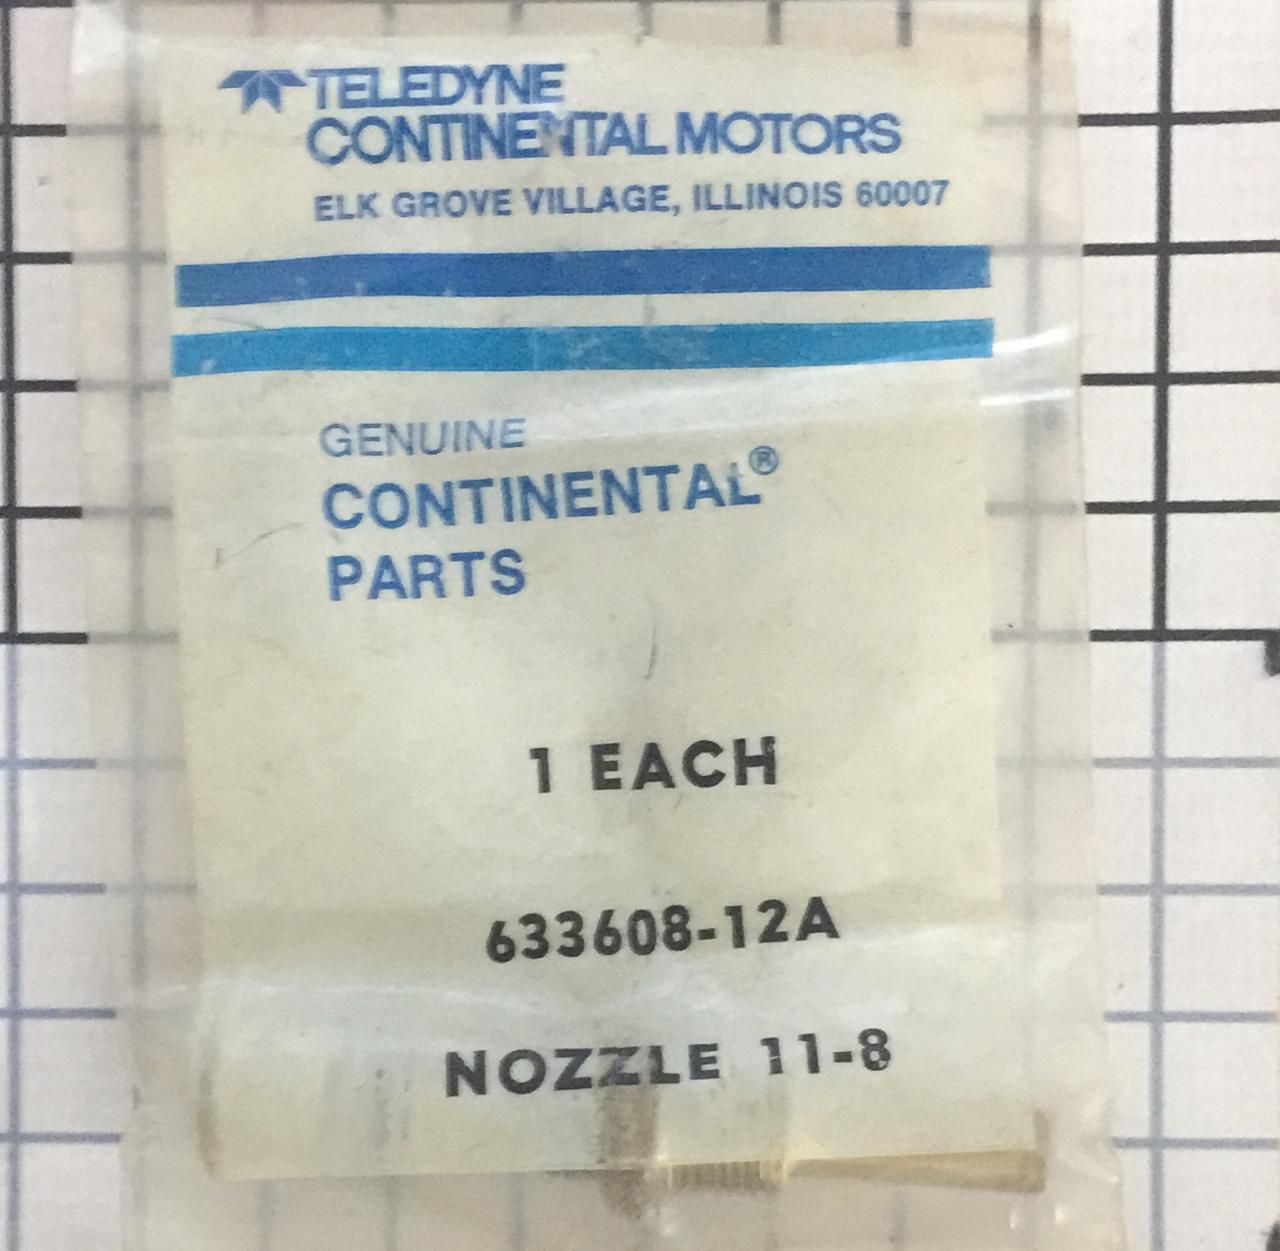 TELEDYNE
CONTINENTAL MOTORS
ELK GROVE VILLAGE, ILLINOIS 60007
GENUINE
CONTINENTAL®
PARTS
1 EACH
633608-12A
NOZZLE 11-8